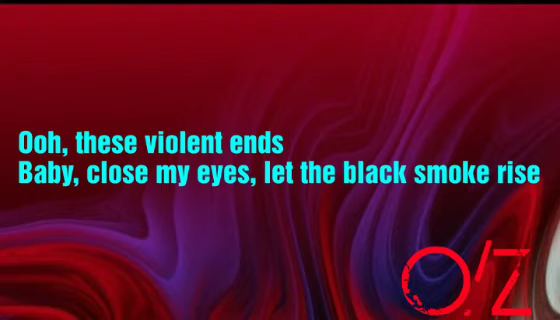 Ooh, these violent ends
Baby, close my eyes, let the black smoke rise
O/Z